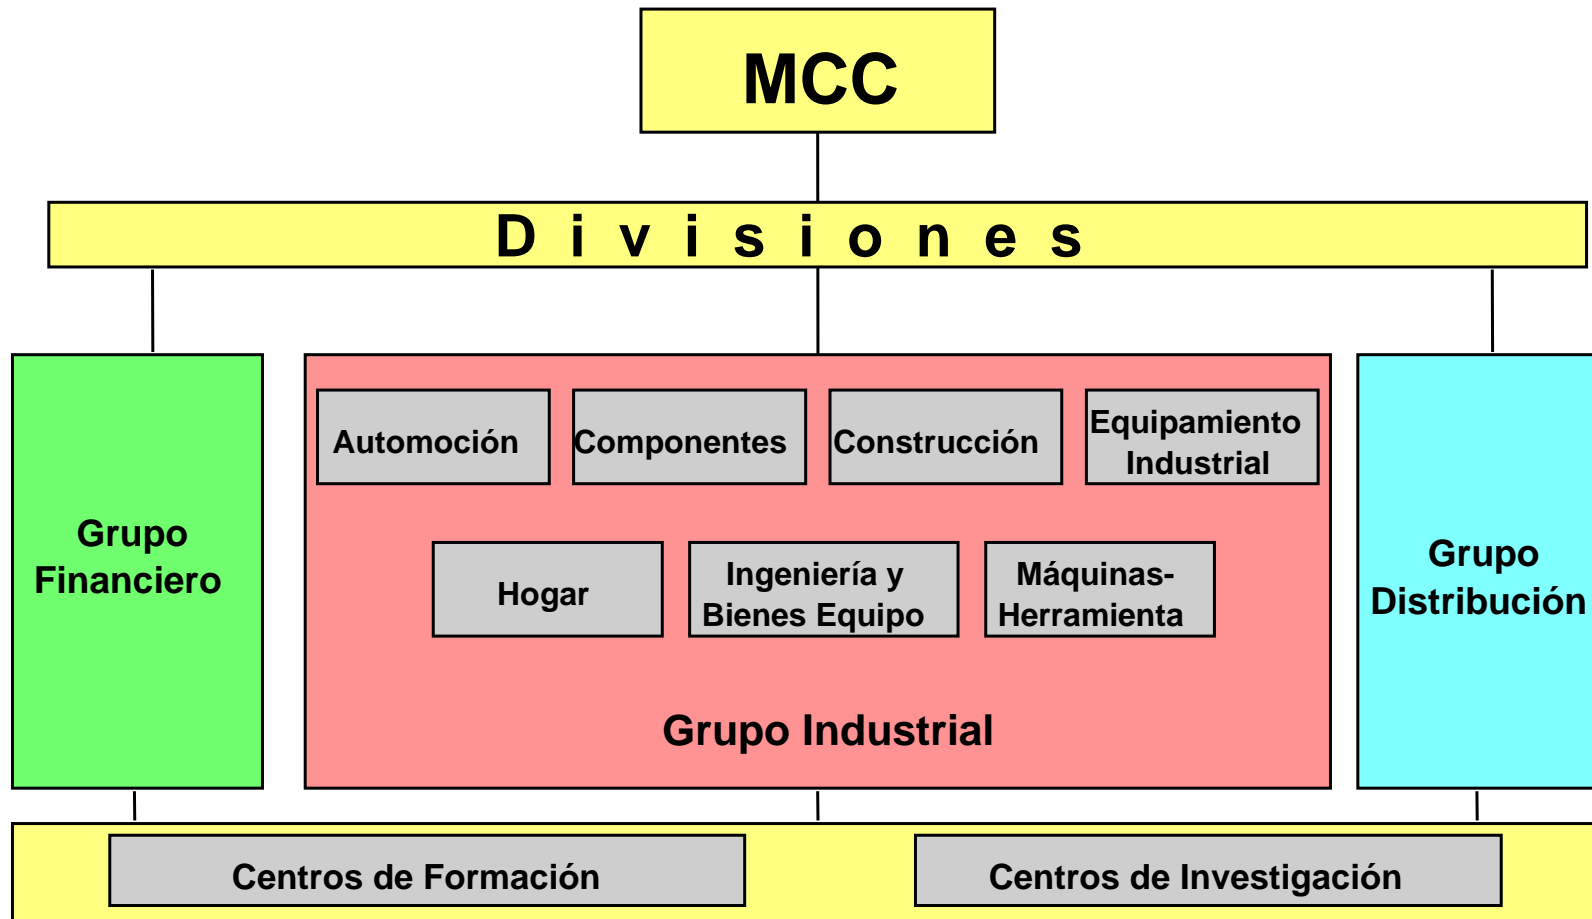 MCC
Divisiones
Automoción
Componentes
Construcción
Equipamiento
Industrial
Grupo
Financiero
Hogar
Ingeniería y
Bienes Equipo
Máquinas-
Herramienta
Grupo
Distribución
Grupo Industrial
Centros de Formación
Centros de Investigación